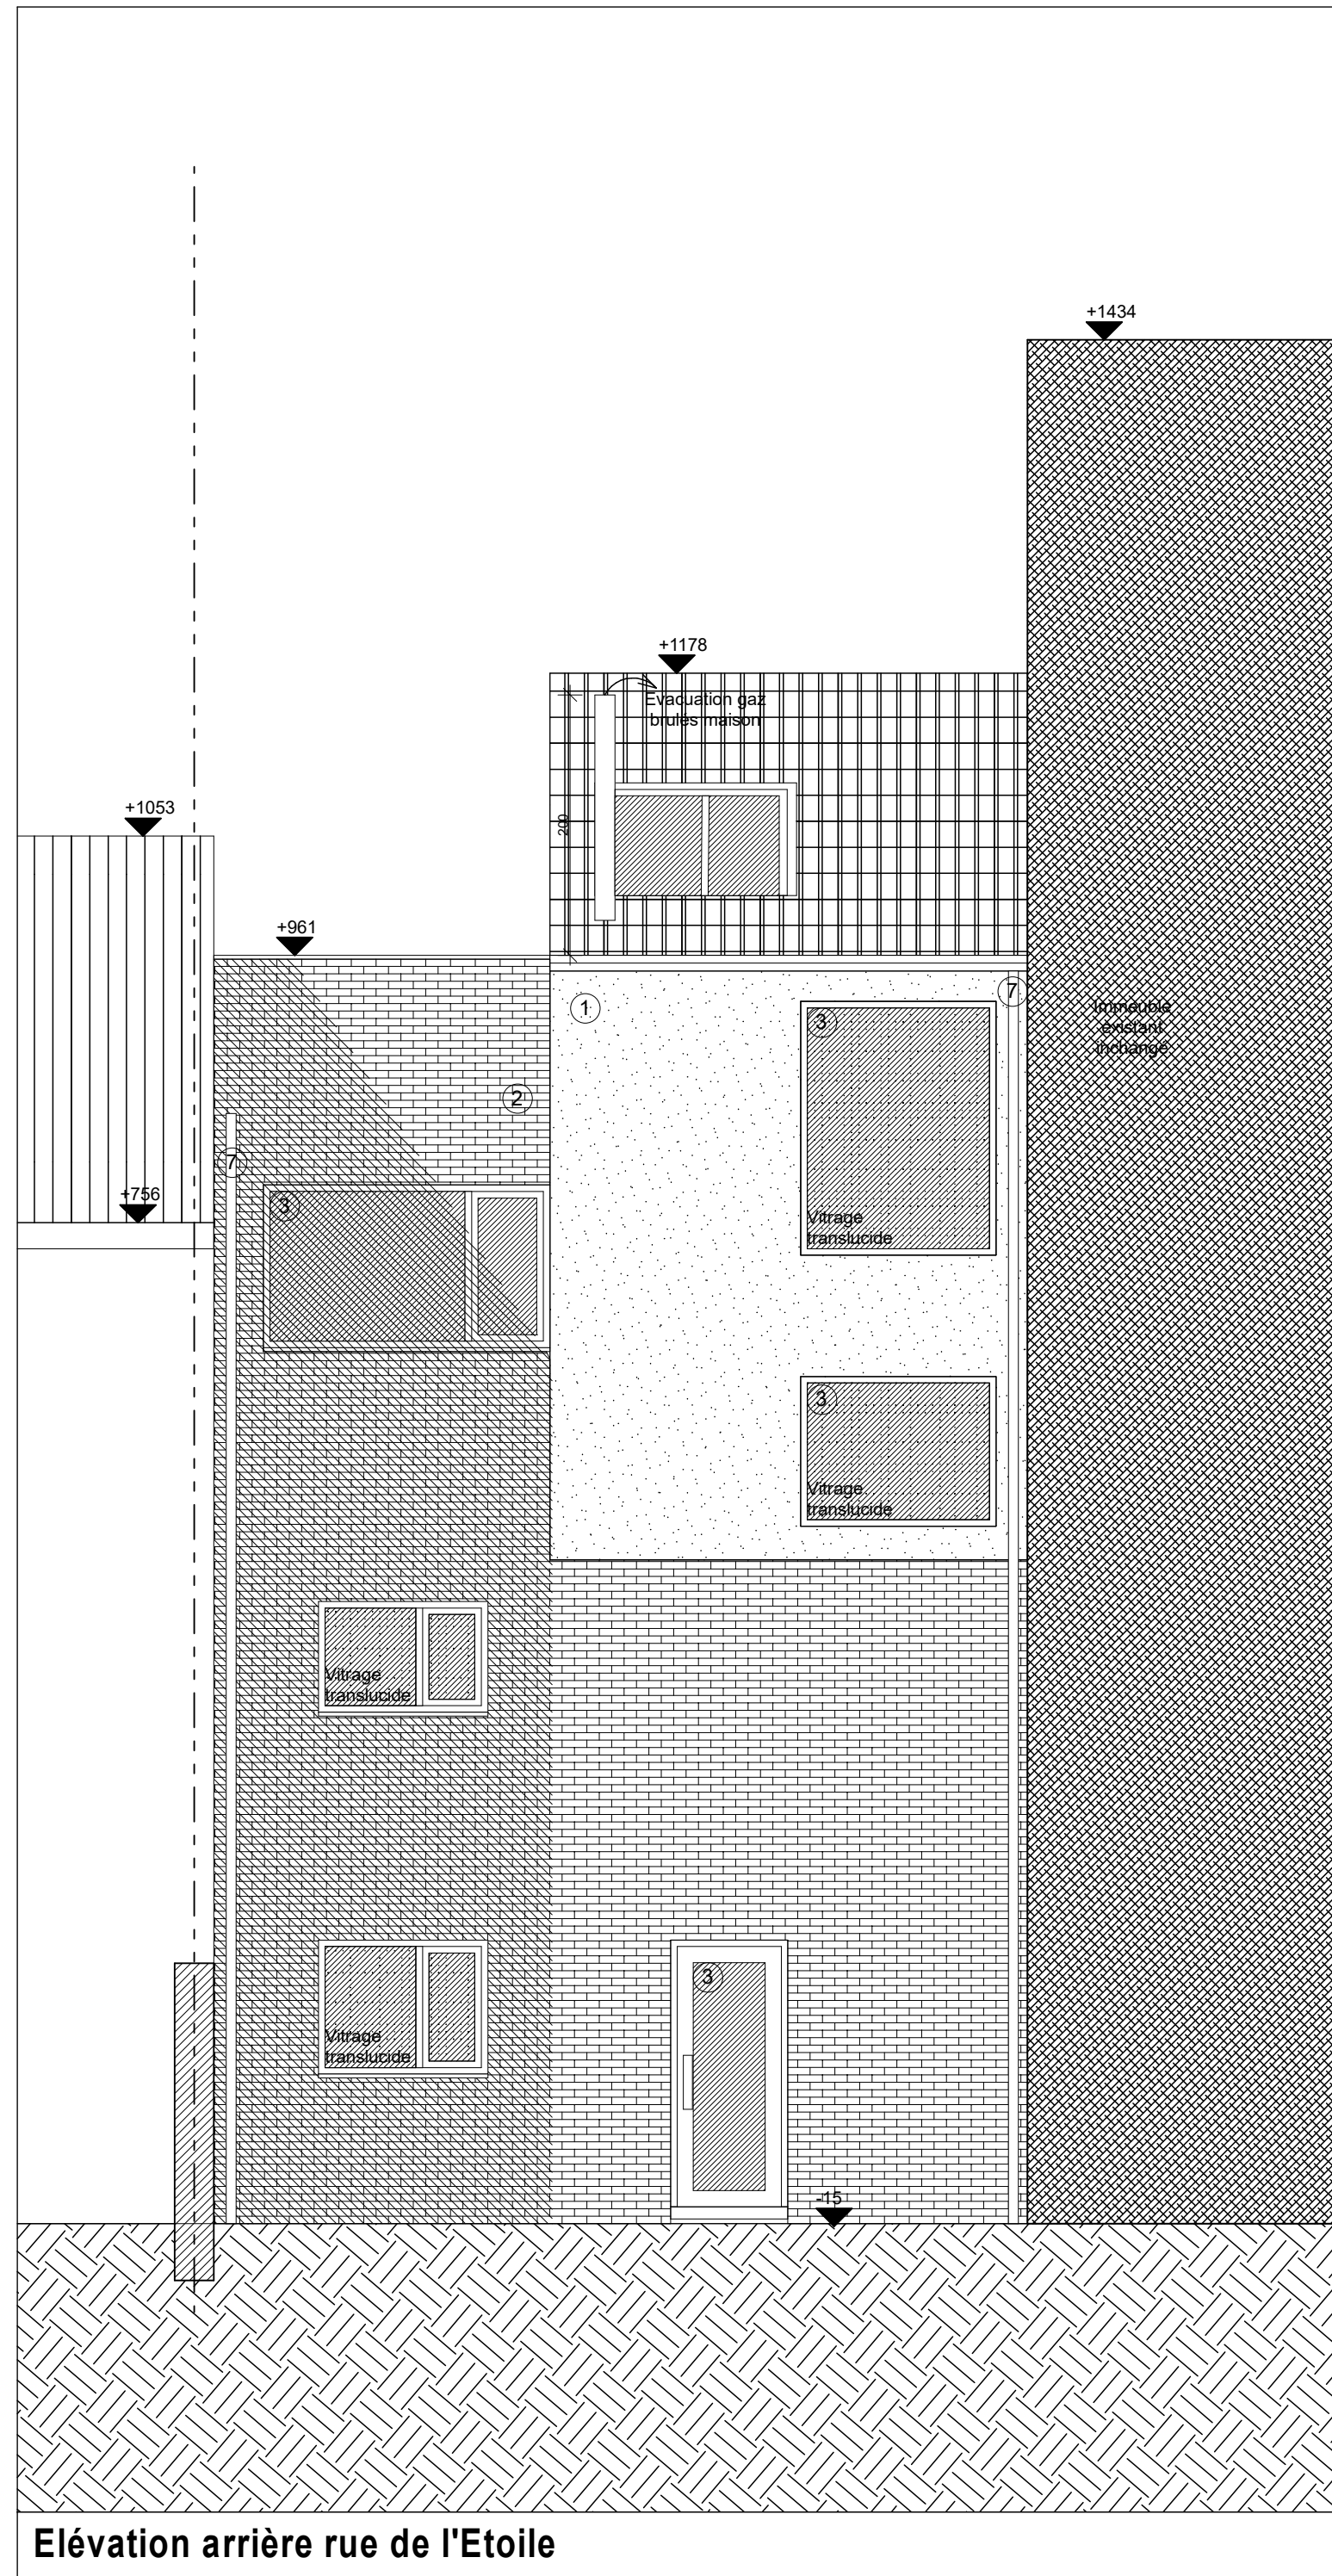 +1434
+1178
Evacuation gaz
brulés maison
+1053
200
+961
1
7
3
Immeuble
existant
inchangé
2
7
+756
3
Vitrage
translucide
3
Vitrage
translucide
Vitrage
translucide
3
Vitrage
translucide
-15
Elévation arrière rue de l'Etoile